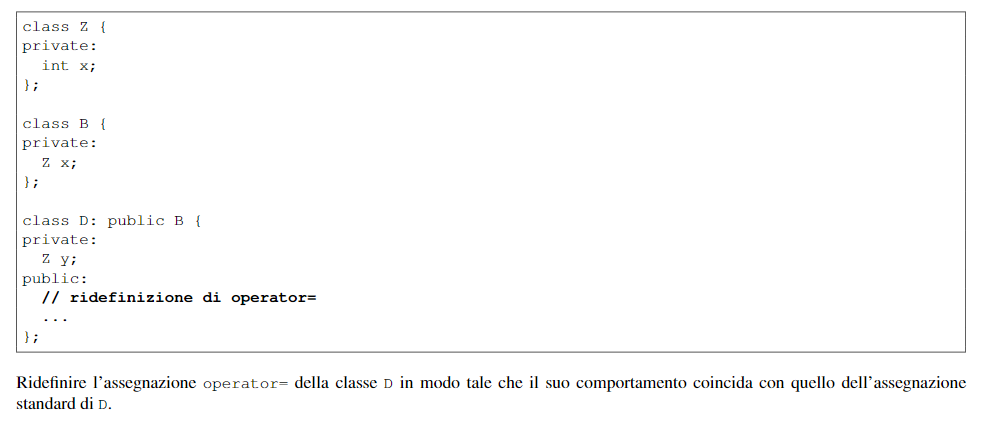 class Z {
private:
  int x;
};

class B {
private:
  Z x;
};

class D: public B {
private:
  Z y;
public:
  // ridefinizione di operator=
  ...
};

Ridefinire l'assegnazione operator= della classe D in modo tale che il suo comportamento coincida con quello dell'assegnazione
standard di D.